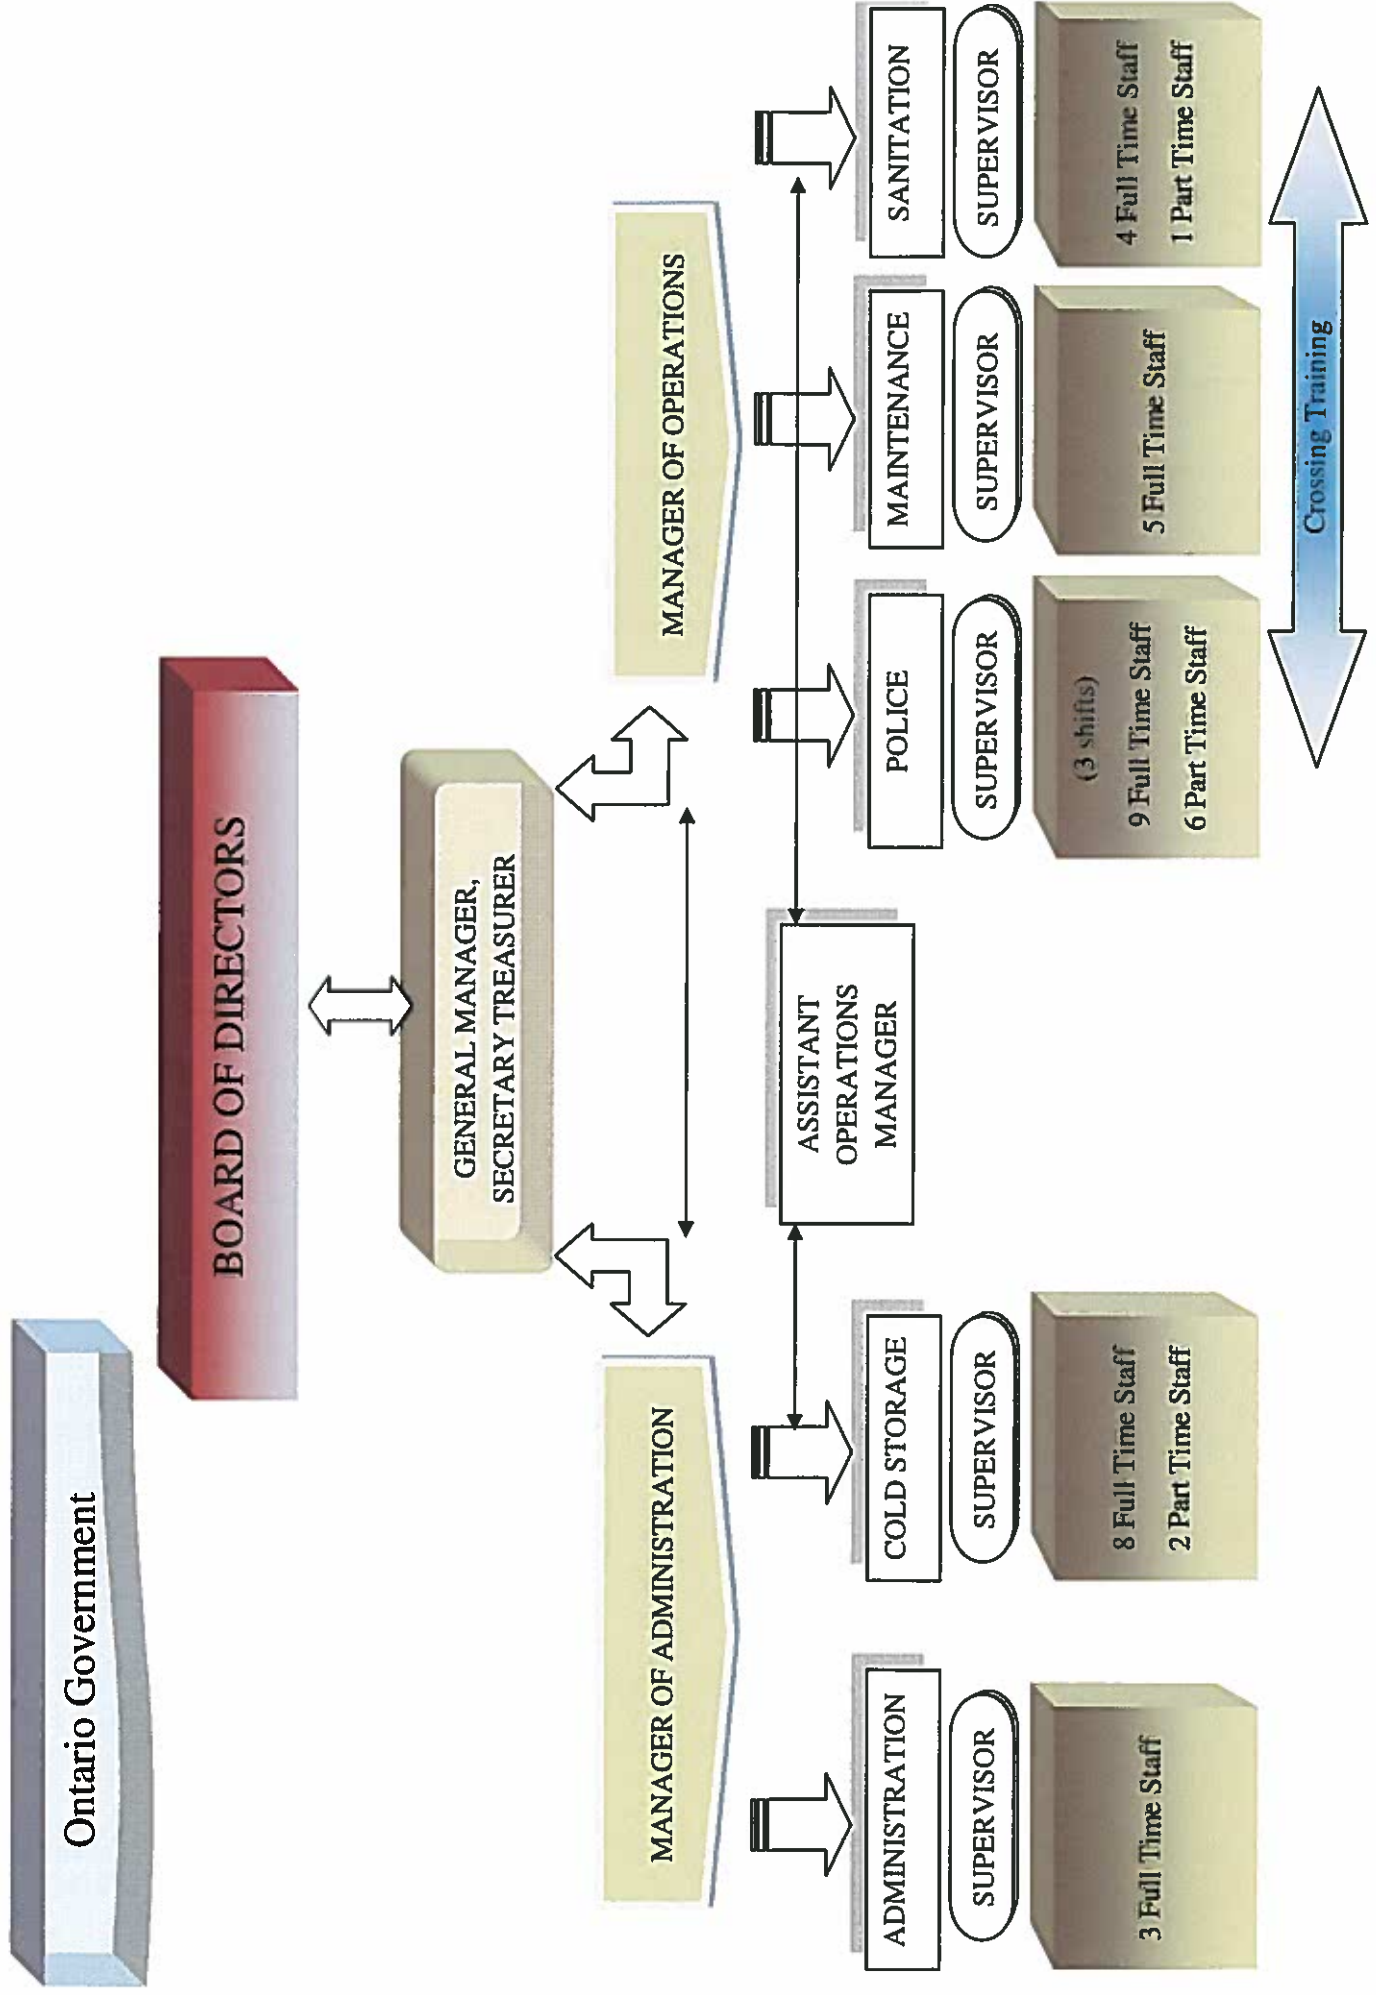 Ontario Government
BOARD OF DIRECTORS
GENERAL MANAGER,
SECRETARY TREASURER
MANAGER OF ADMINISTRATION
MANAGER OF OPERATIONS
ASSISTANT
OPERATIONS
MANAGER
ADMINISTRATION
SUPERVISOR
3 Full Time Staff
COLD STORAGE
SUPERVISOR
8 Full Time Staff
2 Part Time Staff
POLICE
SUPERVISOR
(3 shifts)
9 Full Time Staff
6 Part Time Staff
MAINTENANCE
SUPERVISOR
5 Full Time Staff
SANITATION
SUPERVISOR
4 Full Time Staff
1 Part Time Staff
Crossing Training